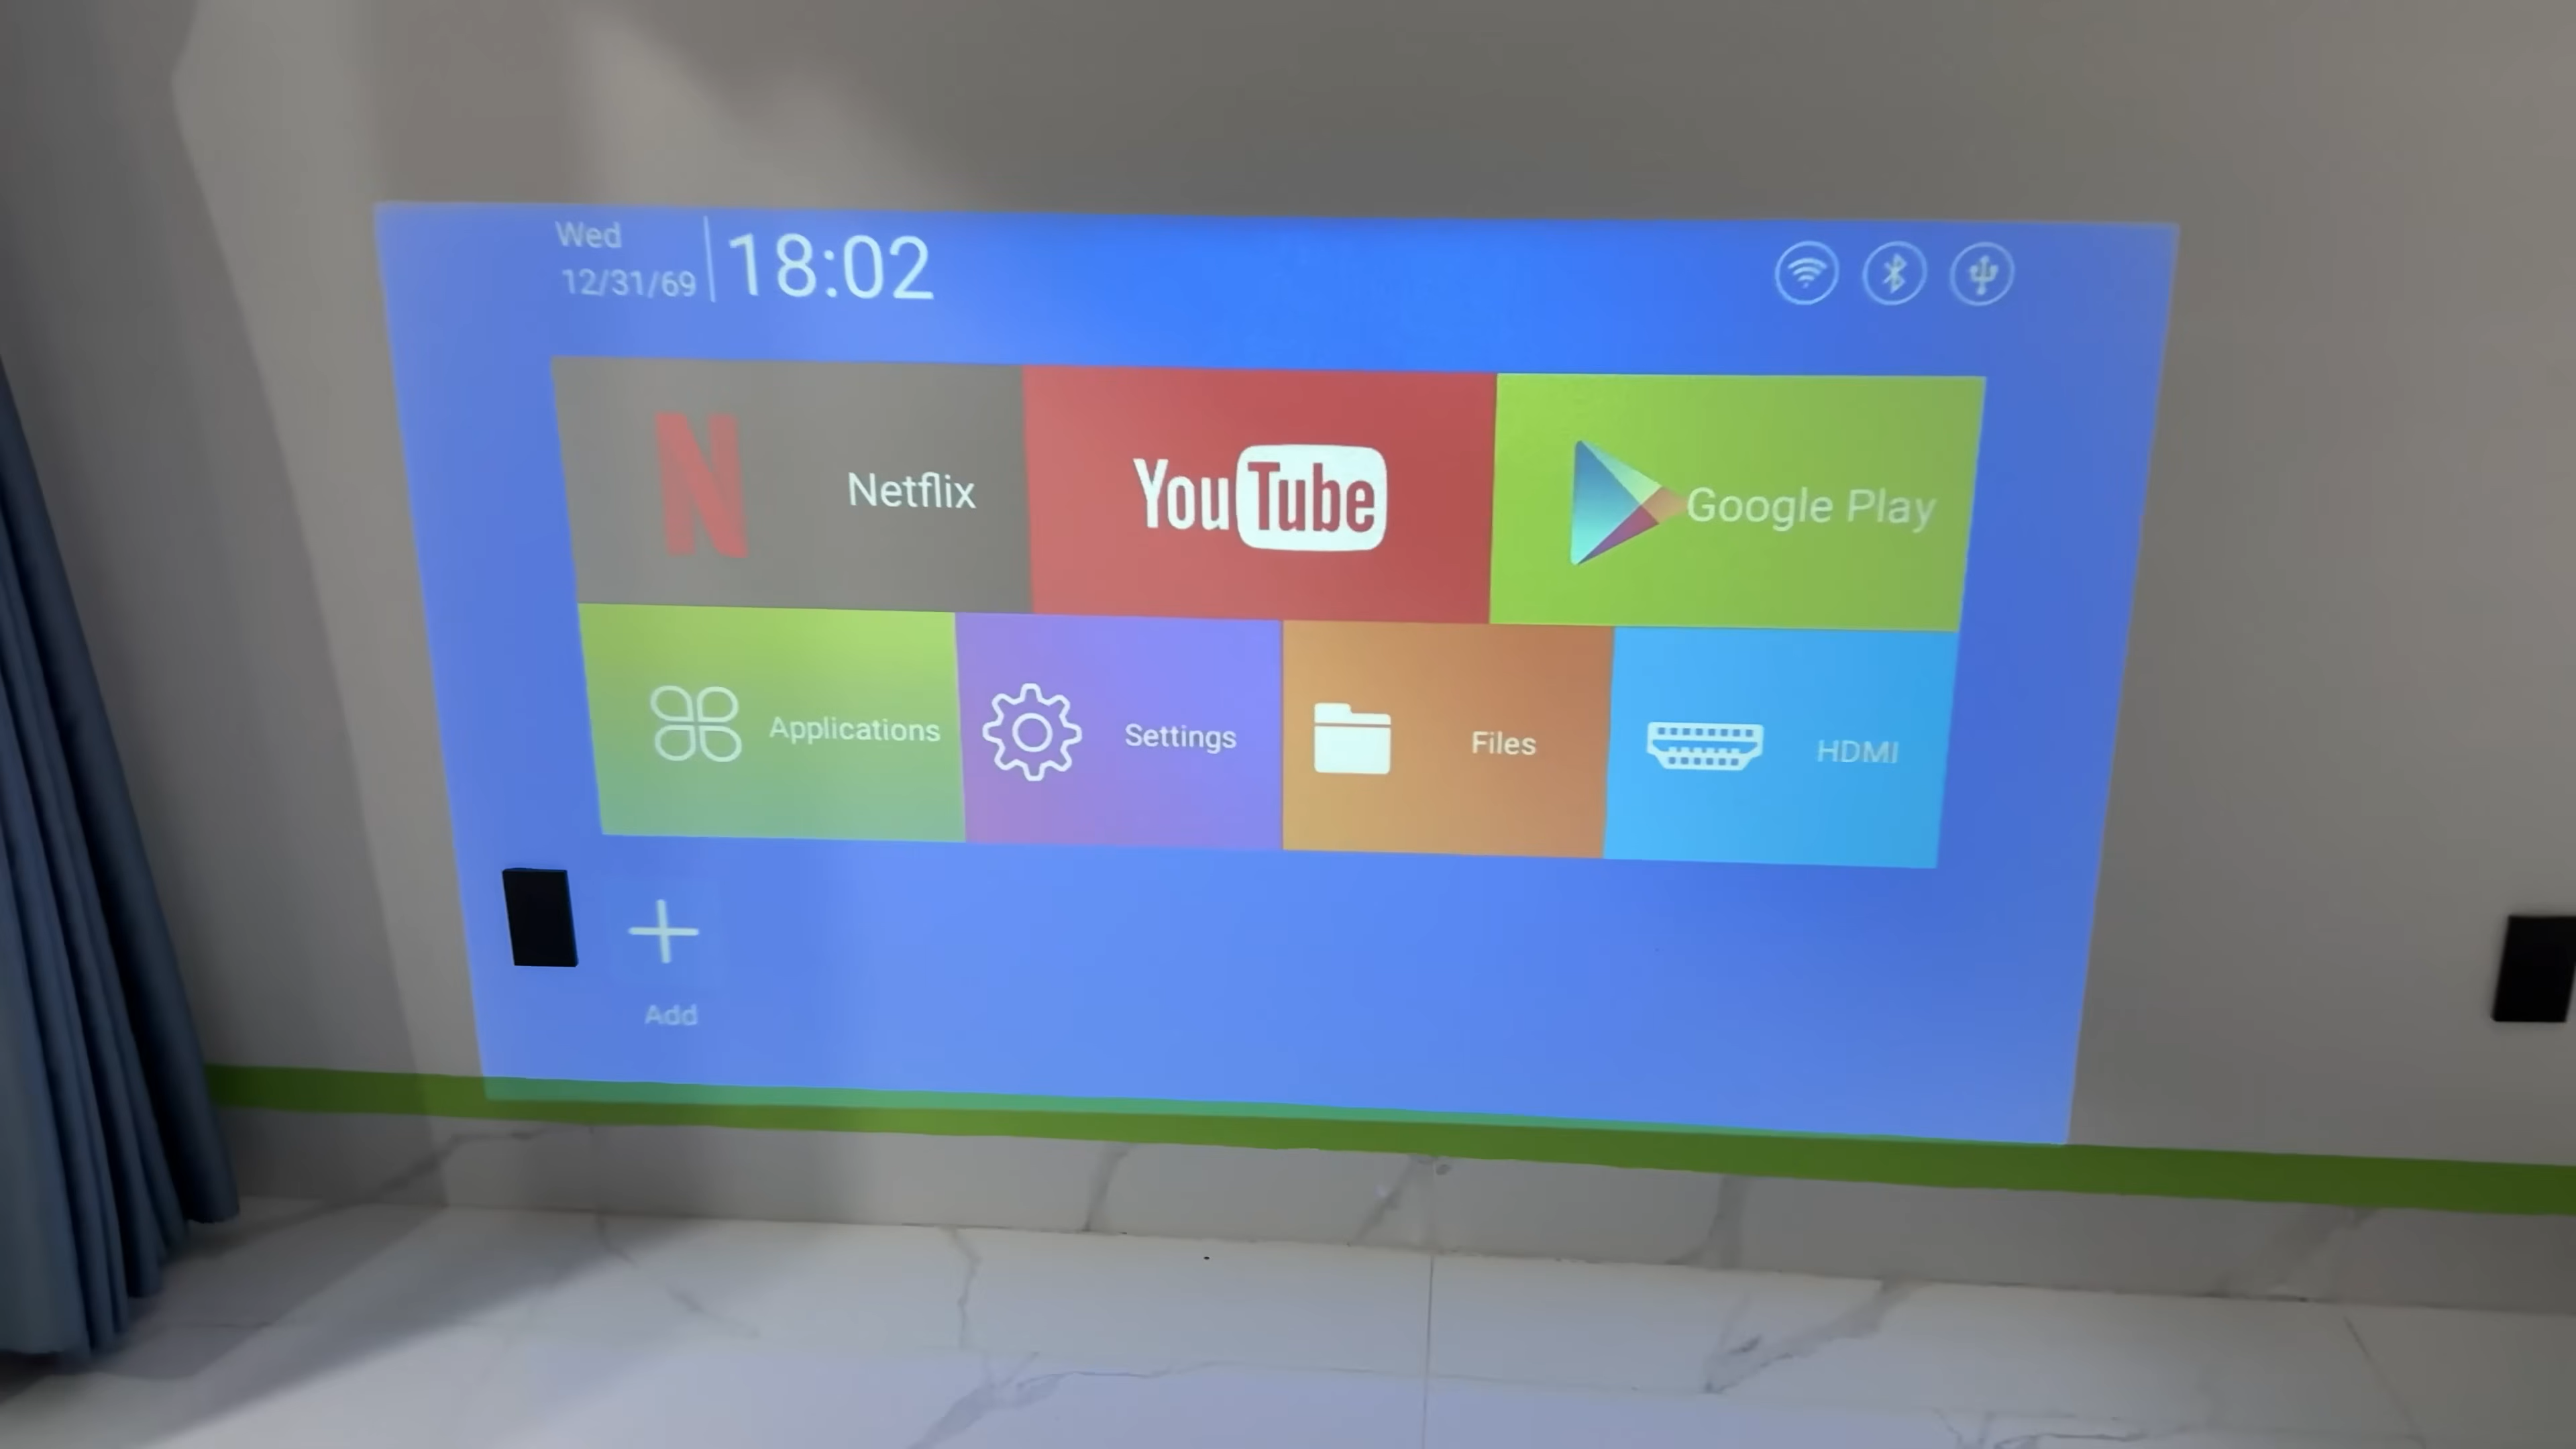 Wed
12/31/69
18:02
N Netflix
YouTube
Google Play
Applications
Settings
Files
HDMI
Add